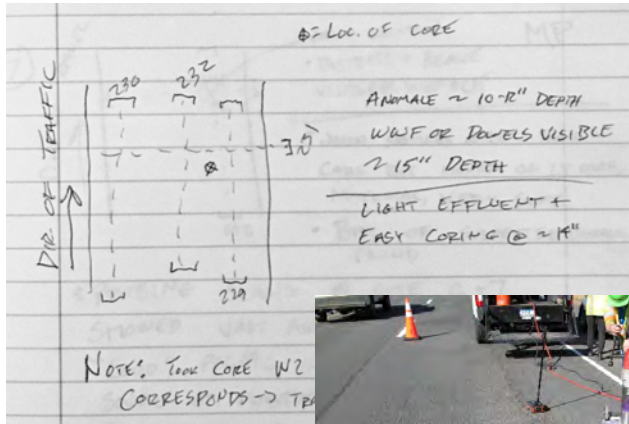 = LOC. OF CORE
230 232
DIR. OF TRAFFIC
229
ANOMALE ~ 10-12" DEPTH
WWF OR DOWELS VISIBLE
~ 15" DEPTH
LIGHT EFFLUENT +
EASY CORING @ ~14"
NOTE: TOOK CORE W2
CORRESPONDS ->